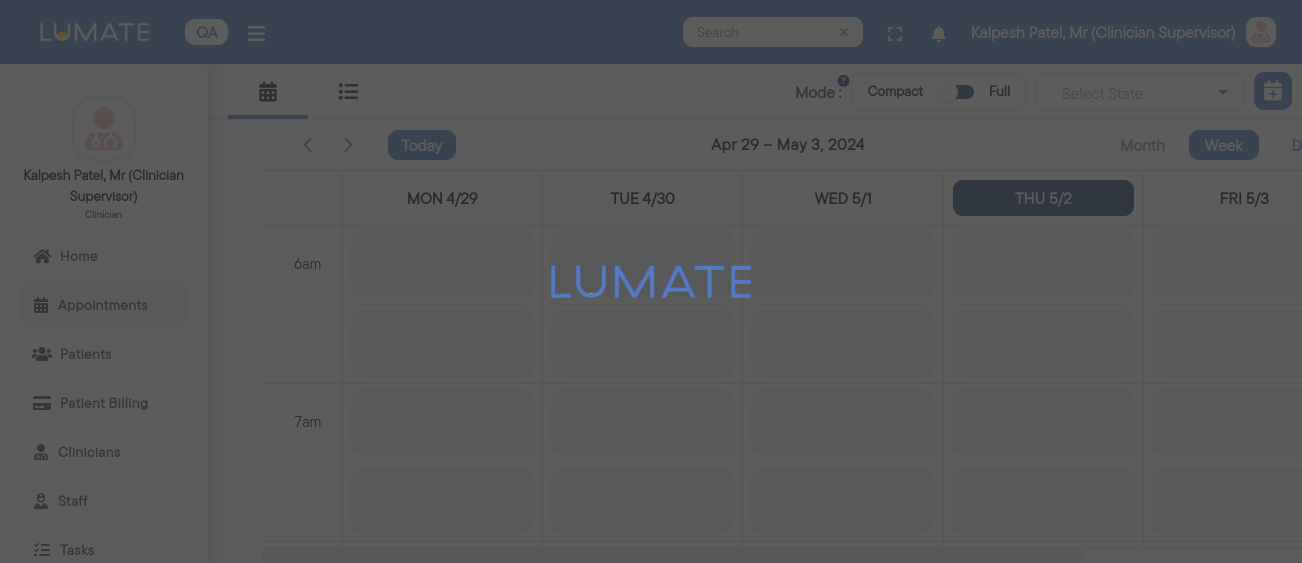 LUMATE
QA
Search
Kalpesh Patel, Mr (Clinician Supervisor)
Mode :
?
Compact
Full
Select State
Kalpesh Patel, Mr (Clinician
Supervisor)
Clinician
Today
Apr 29 – May 3, 2024
Month
Week
D
MON 4/29
TUE 4/30
WED 5/1
THU 5/2
FRI 5/3
Home
6am
LUMATE
Appointments
Patients
Patient Billing
7am
Clinicians
Staff
Tasks